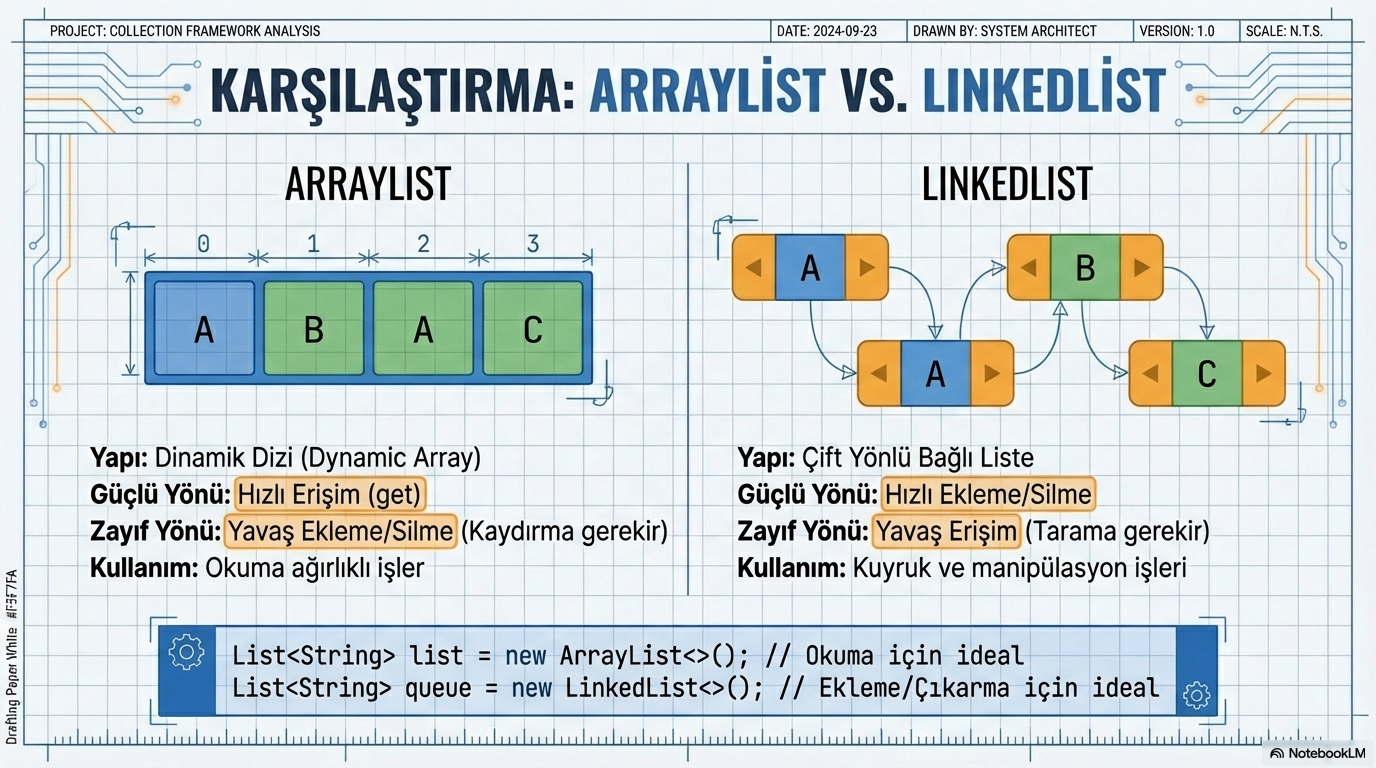 PROJECT: COLLECTION FRAMEWORK ANALYSIS
DATE: 2024-09-23
DRAWN BY: SYSTEM ARCHITECT
VERSION: 1.0
SCALE: N.T.S.
KARŞILAŞTIRMA: ARRAYLİST VS. LINKEDLİST
ARRAYLIST
0 1 2 3
A B A C
Yapı: Dinamik Dizi (Dynamic Array)
Güçlü Yönü: Hızlı Erişim (get)
Zayıf Yönü: Yavaş Ekleme/Silme (Kaydırma gerekir)
Kullanım: Okuma ağırlıklı işler
LINKEDLIST
A B
A C
Yapı: Çift Yönlü Bağlı Liste
Güçlü Yönü: Hızlı Ekleme/Silme
Zayıf Yönü: Yavaş Erişim (Tarama gerekir)
Kullanım: Kuyruk ve manipülasyon işleri
List<String> list = new ArrayList<>(); // Okuma için ideal
List<String> queue = new LinkedList<>(); // Ekleme/Çıkarma için ideal
Drafting Paper White
NotebookLM